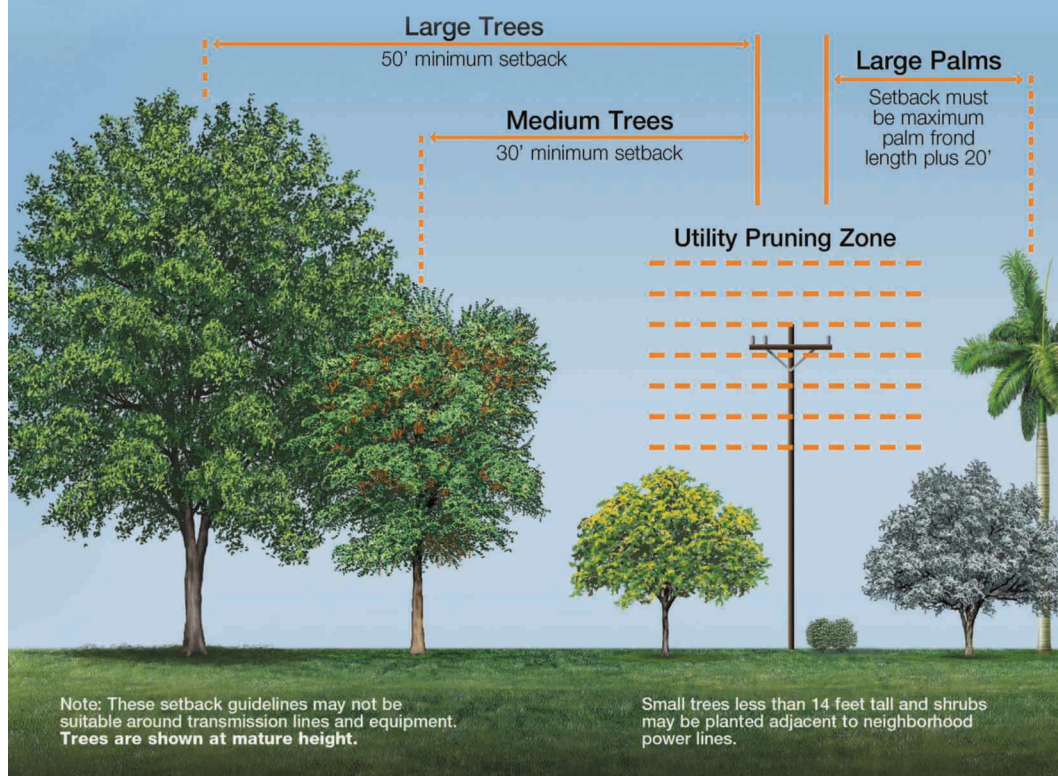 Large Trees
50’ minimum setback
Medium Trees
30’ minimum setback
Large Palms
Setback must
be maximum
palm frond
length plus 20’
Utility Pruning Zone
Note: These setback guidelines may not be
suitable around transmission lines and equipment.
Trees are shown at mature height.
Small trees less than 14 feet tall and shrubs
may be planted adjacent to neighborhood
power lines.